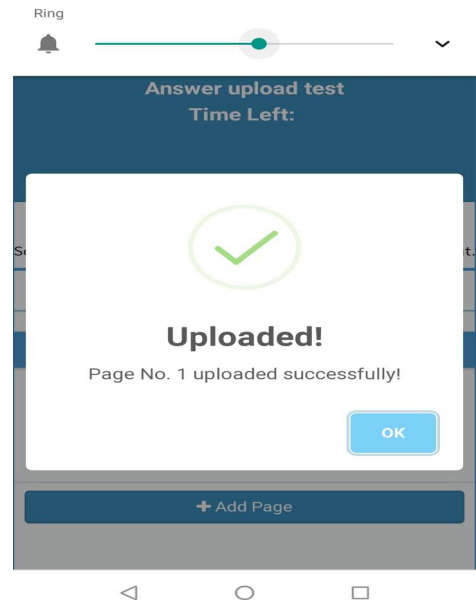 Ring
Answer upload test
Time Left:
Uploaded!
Page No. 1 uploaded successfully!
OK
+ Add Page